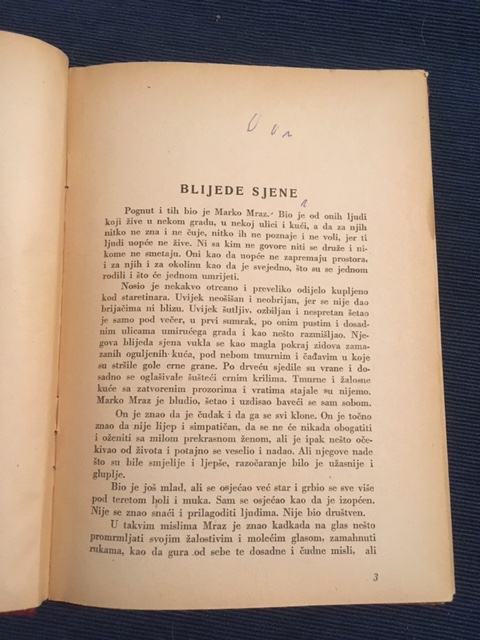 BLIJEDE SJENE
Pognut i tih bio je Marko Mraz. Bio je od onih ljudi
koji žive u nekom gradu, u nekoj ulici i kući, a da za njih
nitko ne zna i ne čuje, nitko ih ne poznaje i ne voli, jer ti
ljudi uopće ne žive. Ni sa kim ne govore niti se druže i ni-
kome ne smetaju. Oni kao da uopće ne zapremaju prostora,
i za njih i za okolinu kao da je svejedno, što su se jednom
rodili i što će jednom umrijeti.
Nosio je nekakvo otrcano i preveliko odijelo kupljeno
kod staretinara. Uvijek neošišan i neobrijan, jer se nije dao
brijačima ni blizu. Uvijek šutljiv, ozbiljan i nespretan šetao
je samo pod večer, u prvi sumrak, po onim pustim i dosad-
nim ulicama umirućega grada i kao nešto razmišljao. Nje-
gova blijeda sjena vukla se kao magla pokraj zidova zama-
zanih oguljenih kuća, pod nebom tmurnim i čađavim u koje
su stršile gole crne grane. Po drveću sjedile su vrane i do-
sadno se oglašivale šušteći crnim krilima. Tmurne i žalosne
kuće sa zatvorenim prozorima i vratima stajale su nijemo.
Marko Mraz je bludio, šetao i uzdisao baveći se sam sobom.
On je znao da je čudak i da ga se svi klone. On je točno
znao da nije lijep i simpatičan, da se ne će nikada obogatiti
i oženiti sa milom prekrasnom ženom, ali je ipak nešto oče-
kivao od života i potajno se veselio i nadao. Ali njegove nade
što su bile smjelije i ljepše, razočaranje bilo je užasnije i
gluplje.
Bio je još mlad, ali se osjećao već star i grbio se sve više
pod teretom boli i muka. Sam se osjećao kao da je izopćen.
Nije se znao snaći i prilagoditi ljudima. Nije bio društven.
U takvim mislima Mraz je znao kadkada na glas nešto
promrmljati svojim žalostivim i molećim glasom, zamahnuti
rukama, kao da gura od sebe te dosadne i čudne misli, ali
3